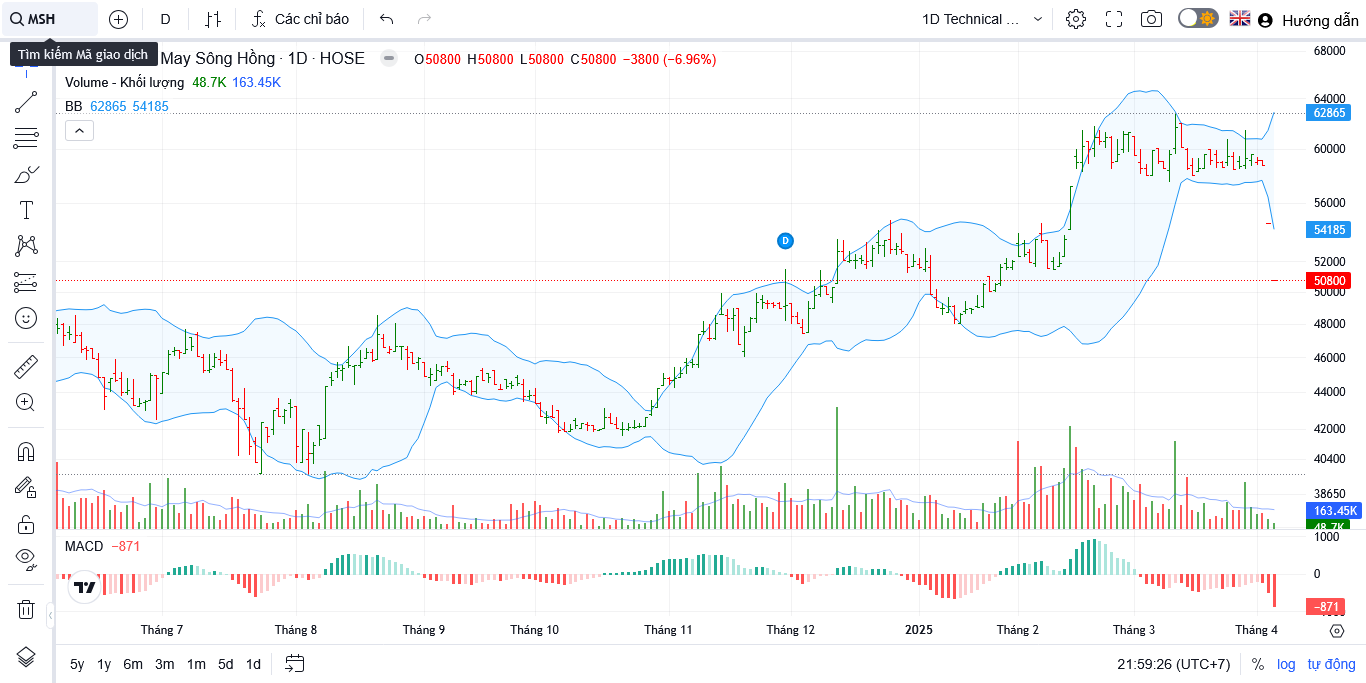 MSH D Các chỉ báo 1D Technical ... Hướng dẫn
Tìm kiếm Mã giao dịch
May Sông Hồng · 1D · HOSE O50800 H50800 L50800 C50800 −3800 (−6.96%)
Volume - Khối lượng 48.7K 163.45K
BB 62865 54185
68000
64000
62865
60000
56000
54185
52000
50800
50000
48000
46000
44000
42000
40400
38650
163.45K
48.7K
D
MACD −871
1000
0
−871
Tháng 7 Tháng 8 Tháng 9 Tháng 10 Tháng 11 Tháng 12 2025 Tháng 2 Tháng 3 Tháng 4
5y 1y 6m 3m 1m 5d 1d 21:59:26 (UTC+7) % log tự động